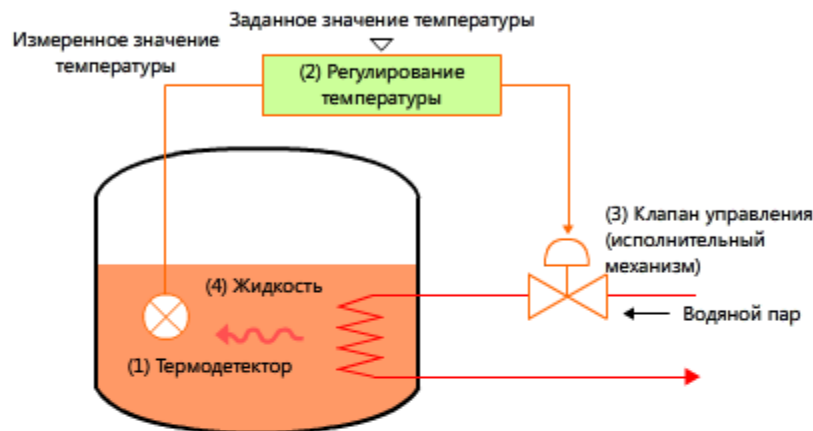 Заданное значение температуры
Измеренное значение
температуры
(2) Регулирование
температуры
(3) Клапан управления
(исполнительный
механизм)
(4) Жидкость
Водяной пар
(1) Термодетектор